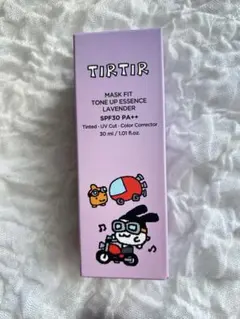 TIRTIR
MASK FIT
TONE UP ESSENCE
LAVENDER
SPF30 PA++
Tinted · UV Cut · Color Corrector
30 ml / 1.01 fl.oz.